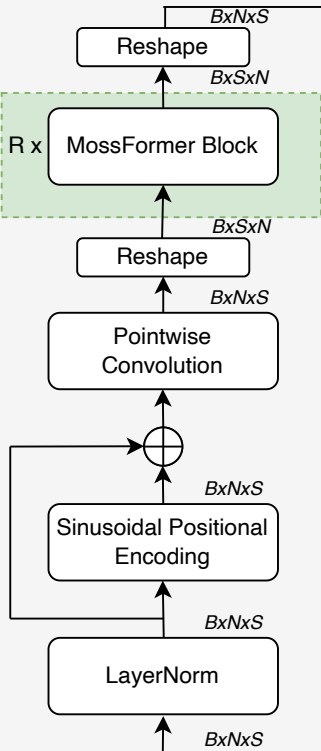 BxNxS
Reshape
BxSxN
R x
MossFormer Block
BxSxN
Reshape
BxNxS
Pointwise
Convolution
BxNxS
Sinusoidal Positional
Encoding
BxNxS
LayerNorm
BxNxS